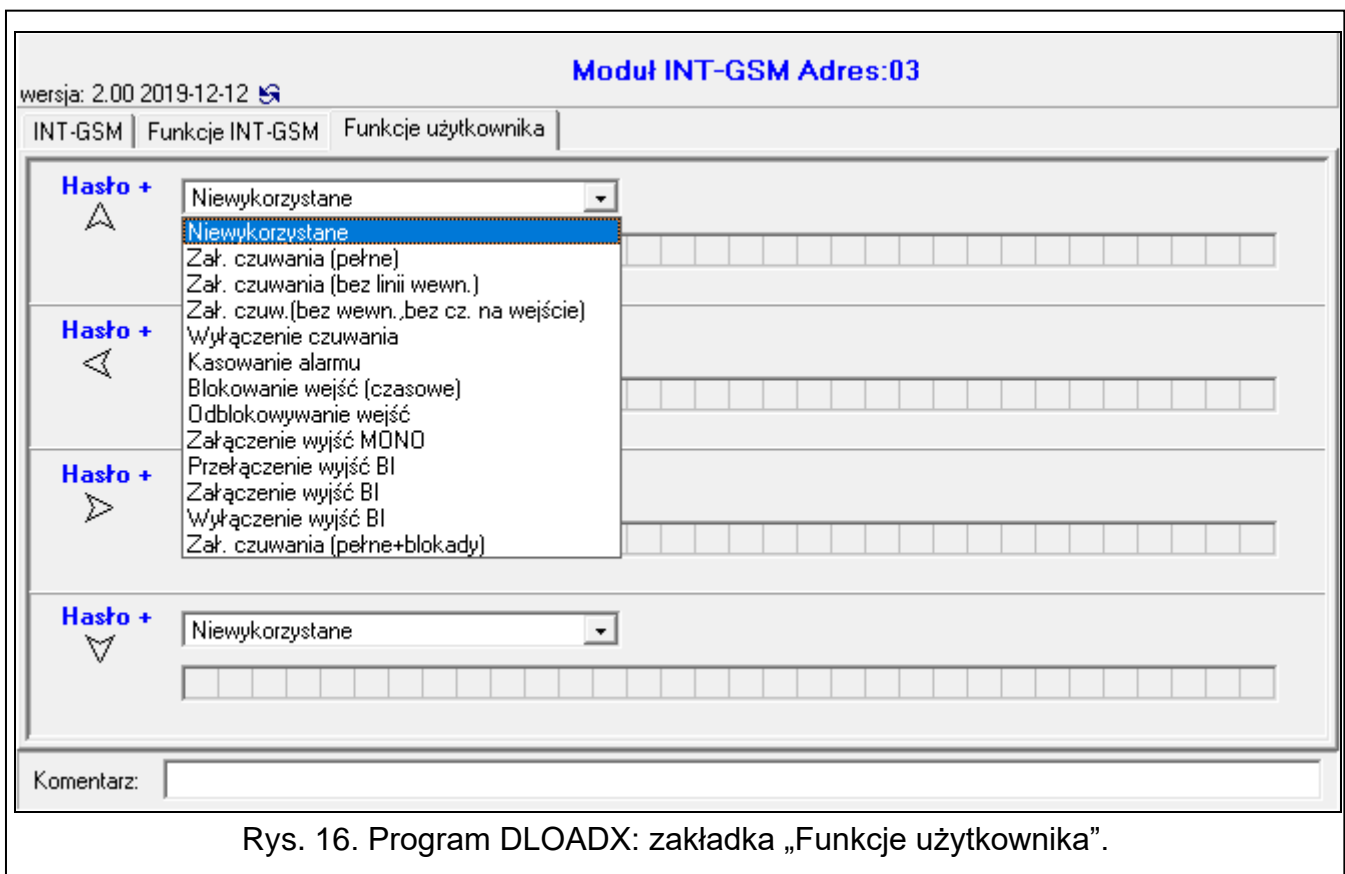 Moduł INT-GSM Adres:03
wersja: 2.00 2019-12-12
INT-GSM Funkcje INT-GSM Funkcje użytkownika
Hasło +
Niewykorzystane
Niewykorzystane
Zał. czuwania (pełne)
Zał. czuwania (bez linii wewn.)
Zał. czuw.(bez wewn.,bez cz. na wejście)
Hasło +
Wyłączenie czuwania
Kasowanie alarmu
Blokowanie wejść (czasowe)
Odblokowywanie wejść
Załączenie wyjść MONO
Przełączenie wyjść BI
Hasło +
Załączenie wyjść BI
Wyłączenie wyjść BI
Zał. czuwania (pełne+blokady)
Hasło +
Niewykorzystane
Komentarz:
Rys. 16. Program DLOADX: zakładka „Funkcje użytkownika”.